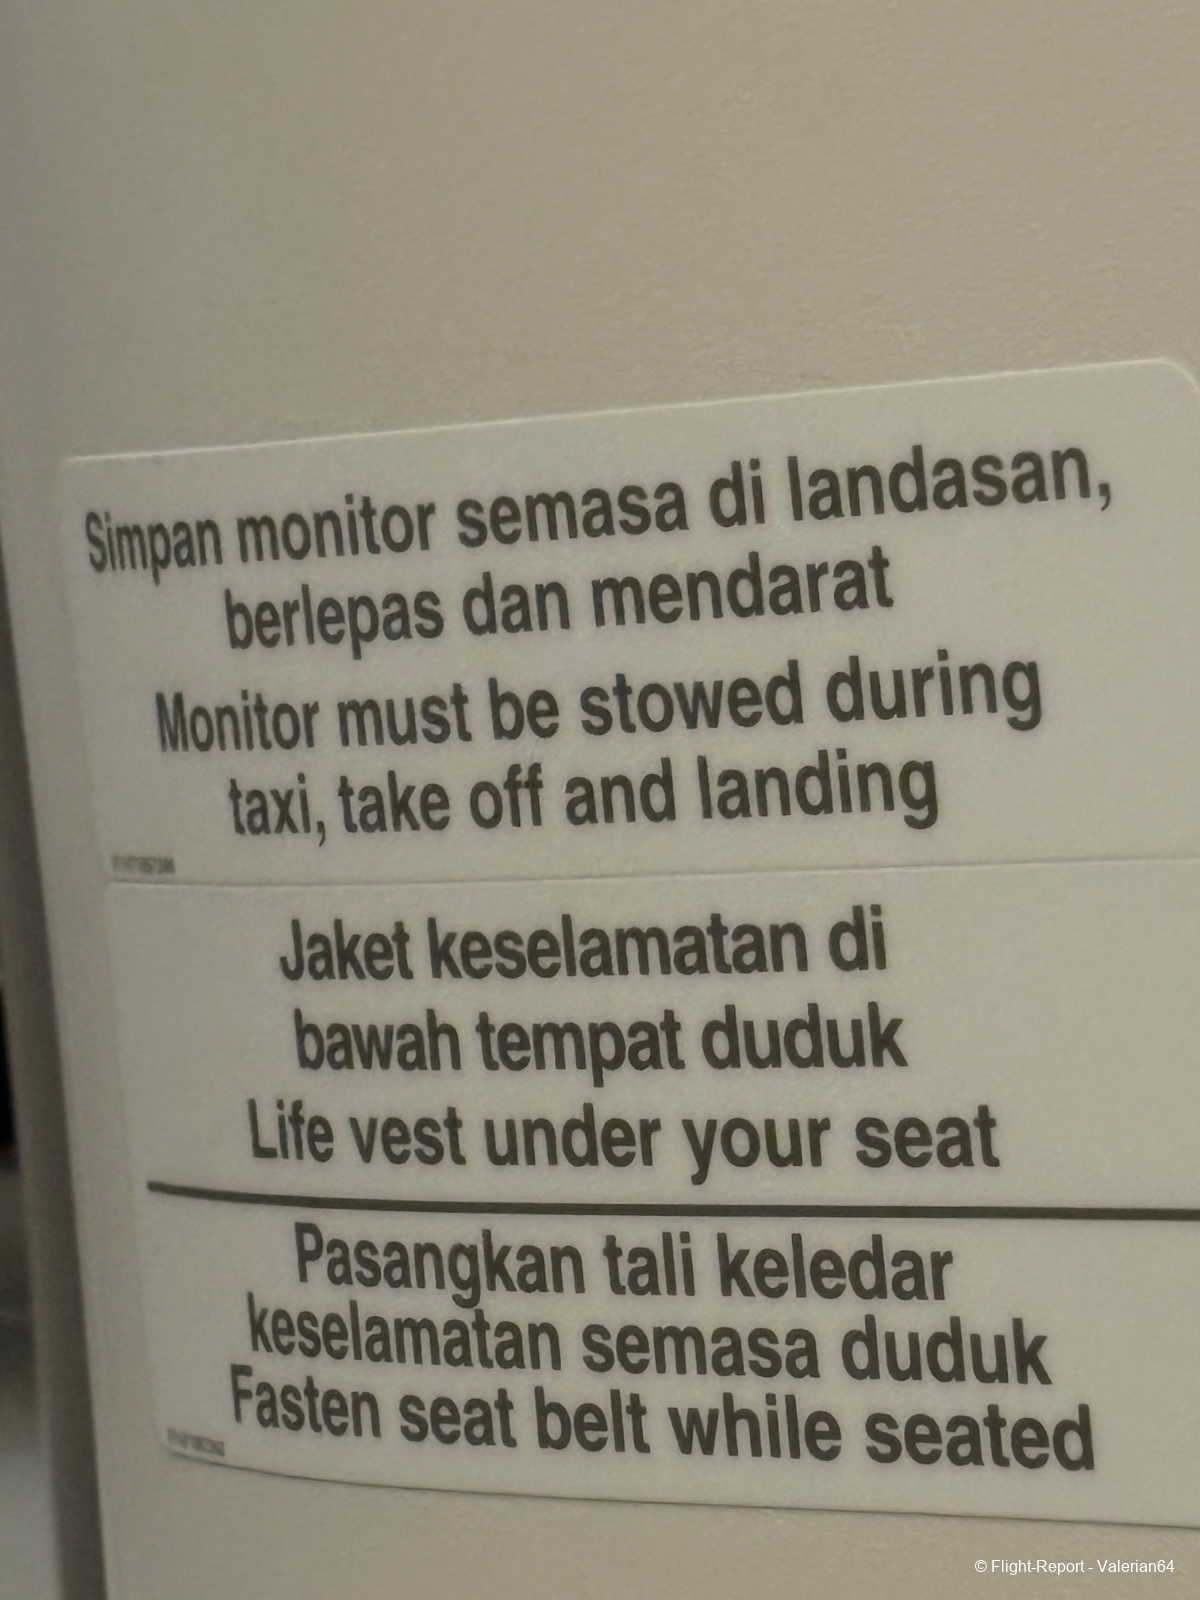 Simpan monitor semasa di landasan,
berlepas dan mendarat
Monitor must be stowed during
taxi, take off and landing
Jaket keselamatan di
bawah tempat duduk
Life vest under your seat
Pasangkan tali keledar
keselamatan semasa duduk
Fasten seat belt while seated
© Flight-Report - Valerian64